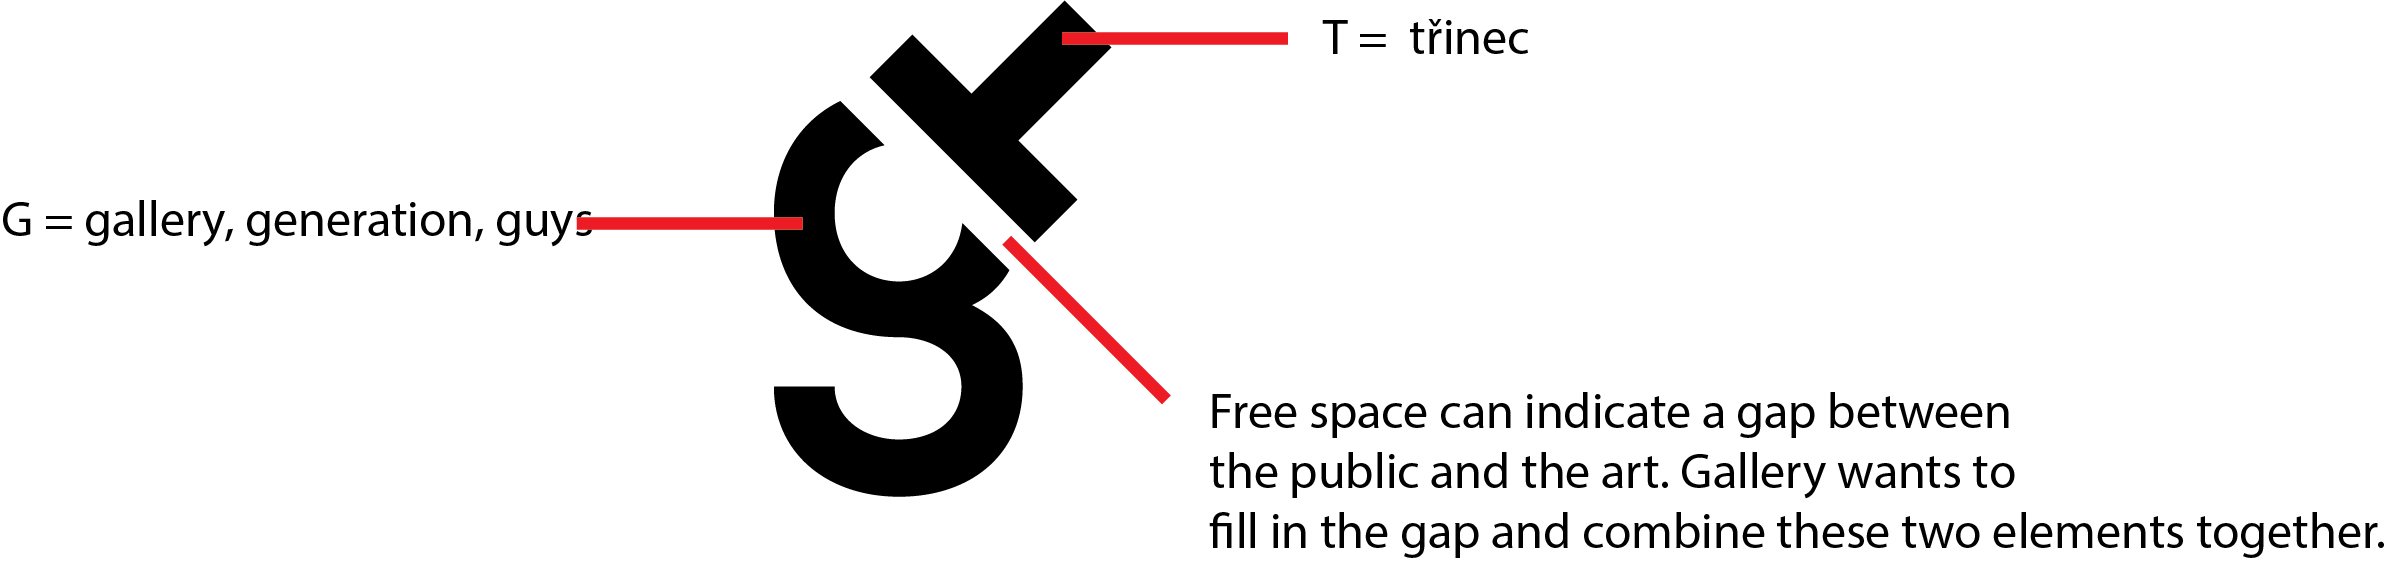 T = třinec
G = gallery, generation, guys
gt
Free space can indicate a gap between
the public and the art. Gallery wants to
fill in the gap and combine these two elements together.